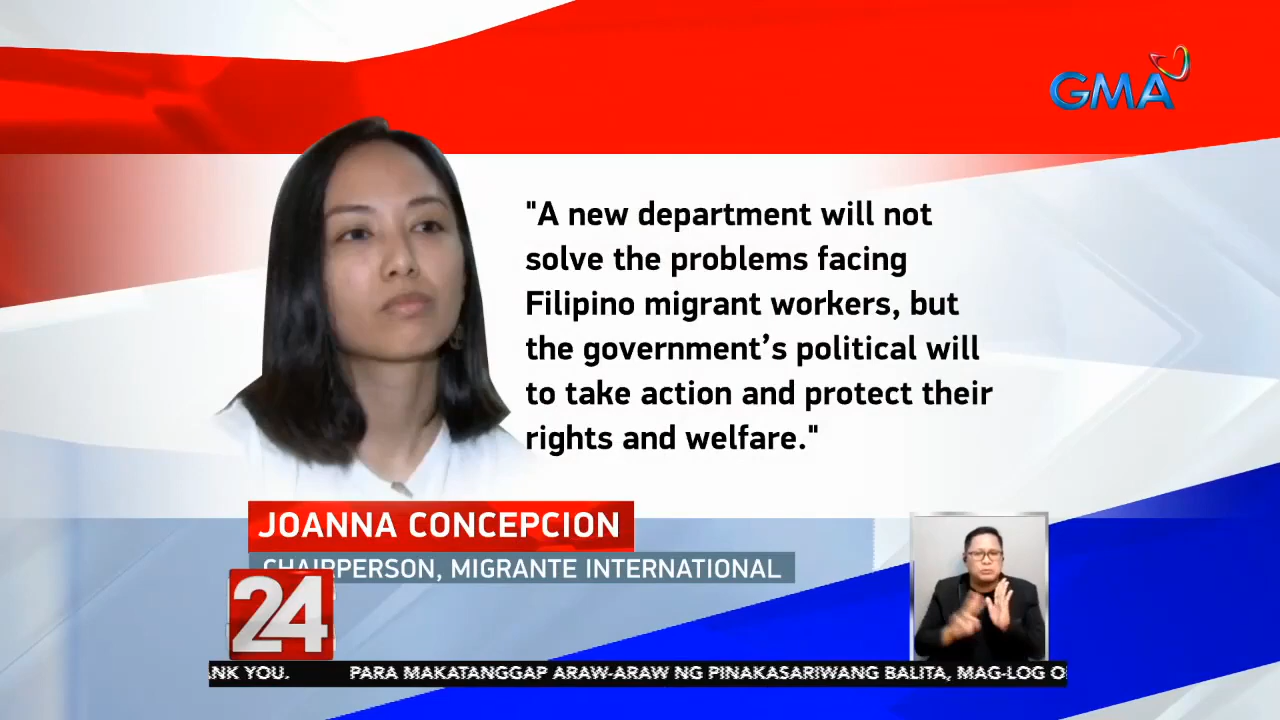 GMA
"A new department will not
solve the problems facing
Filipino migrant workers, but
the government’s political will
to take action and protect their
rights and welfare."
JOANNA CONCEPCION
CHAIRPERSON, MIGRANTE INTERNATIONAL
24
YOU. PARA MAKATANGGAP ARAW-ARAW NG PINAKASARIWANG BALITA, MAG-LOG